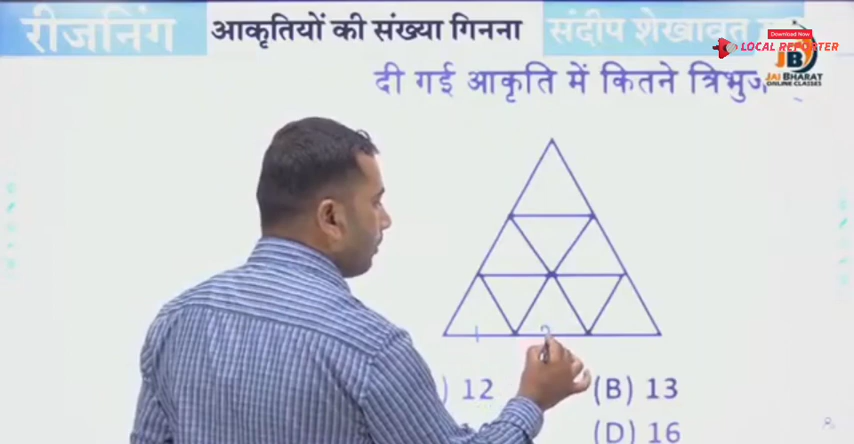 रीजनिंग
आकृतियों की संख्या गिनना
संदीप शेखावत
Download Now
LOCAL REPORTER
JB
JAI BHARAT
ONLINE CLASSES
दी गई आकृति में कितने
1
) 12
(B) 13
(D) 16